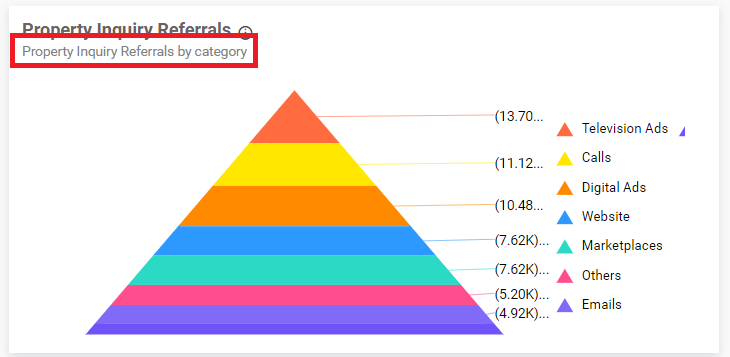 Property Inquiry Referrals
Property Inquiry Referrals by category
(13.70...
(11.12...
(10.48...
(7.62K)...
(7.62K)...
(5.20K)...
(4.92K)...
Television Ads
Calls
Digital Ads
Website
Marketplaces
Others
Emails